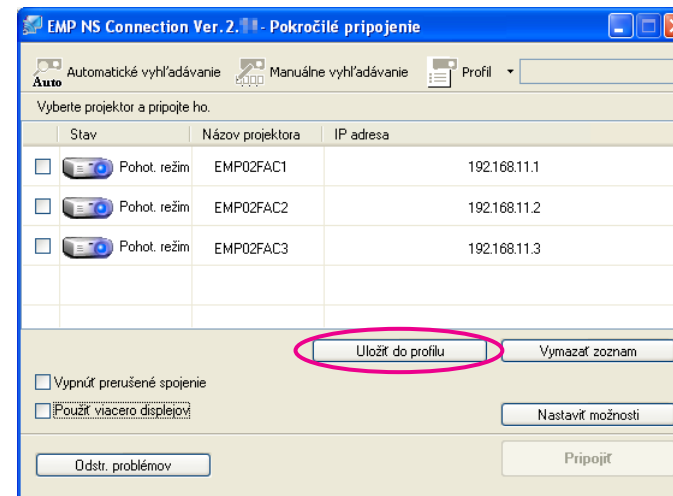 EMP NS Connection Ver. 2. - Pokročilé pripojenie
Auto Automatické vyhľadávanie Manuálne vyhľadávanie Profil
Vyberte projektor a pripojte ho.
Stav Názov projektora IP adresa
Pohot. režim EMP02FAC1 192.168.11.1
Pohot. režim EMP02FAC2 192.168.11.2
Pohot. režim EMP02FAC3 192.168.11.3
Uložiť do profilu Vymazať zoznam
Vypnúť prerušené spojenie
Použiť viacero displejov
Nastaviť možnosti
Odstr. problémov Pripojiť